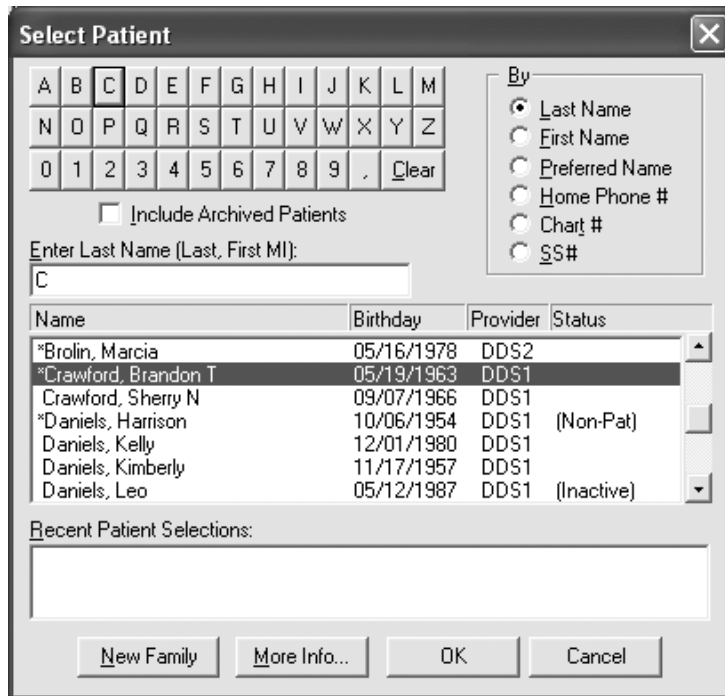 Select Patient
A B C D E F G H I J K L M
N O P Q R S T U V W X Y Z
0 1 2 3 4 5 6 7 8 9 , Clear
Include Archived Patients
By
Last Name
First Name
Preferred Name
Home Phone #
Chart #
SS#
Enter Last Name (Last, First MI):
C
Name Birthday Provider Status
*Brolin, Marcia 05/16/1978 DDS2
*Crawford, Brandon T 05/19/1963 DDS1
Crawford, Sherry N 09/07/1966 DDS1
*Daniels, Harrison 10/06/1954 DDS1 (Non-Pat)
Daniels, Kelly 12/01/1980 DDS1
Daniels, Kimberly 11/17/1957 DDS1
Daniels, Leo 05/12/1987 DDS1 (Inactive)
Recent Patient Selections:
New Family More Info... OK Cancel